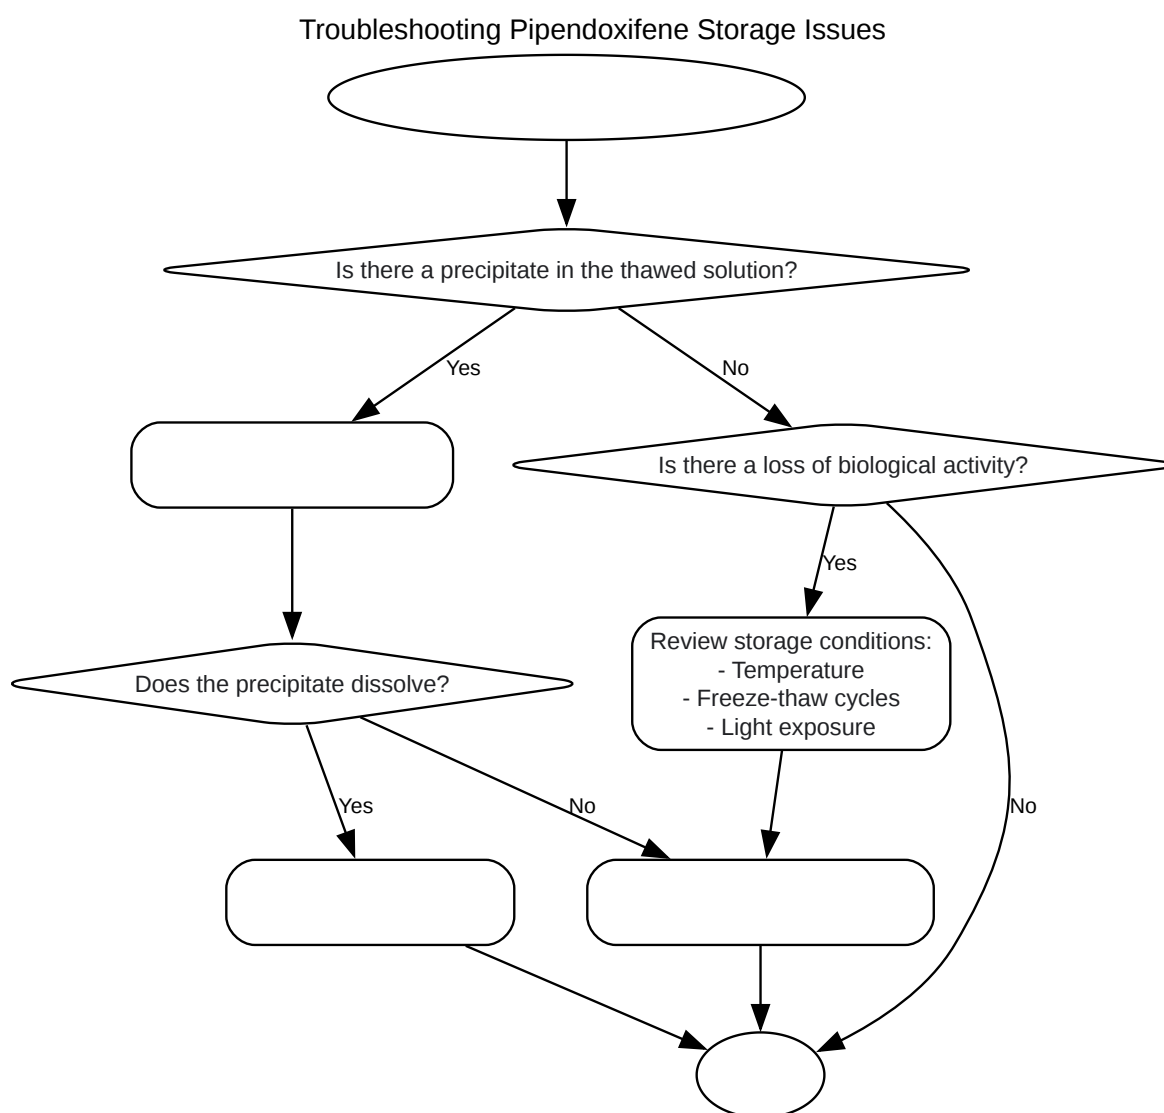 Troubleshooting Pipendoxifene Storage Issues
Is there a precipitate in the thawed solution?
Yes
No
Is there a loss of biological activity?
Yes
Review storage conditions:
- Temperature
- Freeze-thaw cycles
- Light exposure
Does the precipitate dissolve?
Yes
No
No